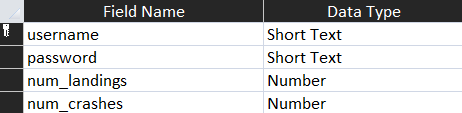 Field Name Data Type
username Short Text
password Short Text
num_landings Number
num_crashes Number